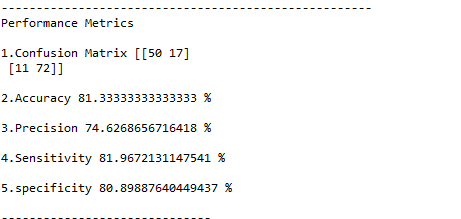 -----------------------------------------------------
Performance Metrics
1.Confusion Matrix [[50 17]
[11 72]]
2.Accuracy 81.33333333333333 %
3.Precision 74.6268656716418 %
4.Sensitivity 81.9672131147541 %
5.specificity 80.89887640449437 %
------------------------------